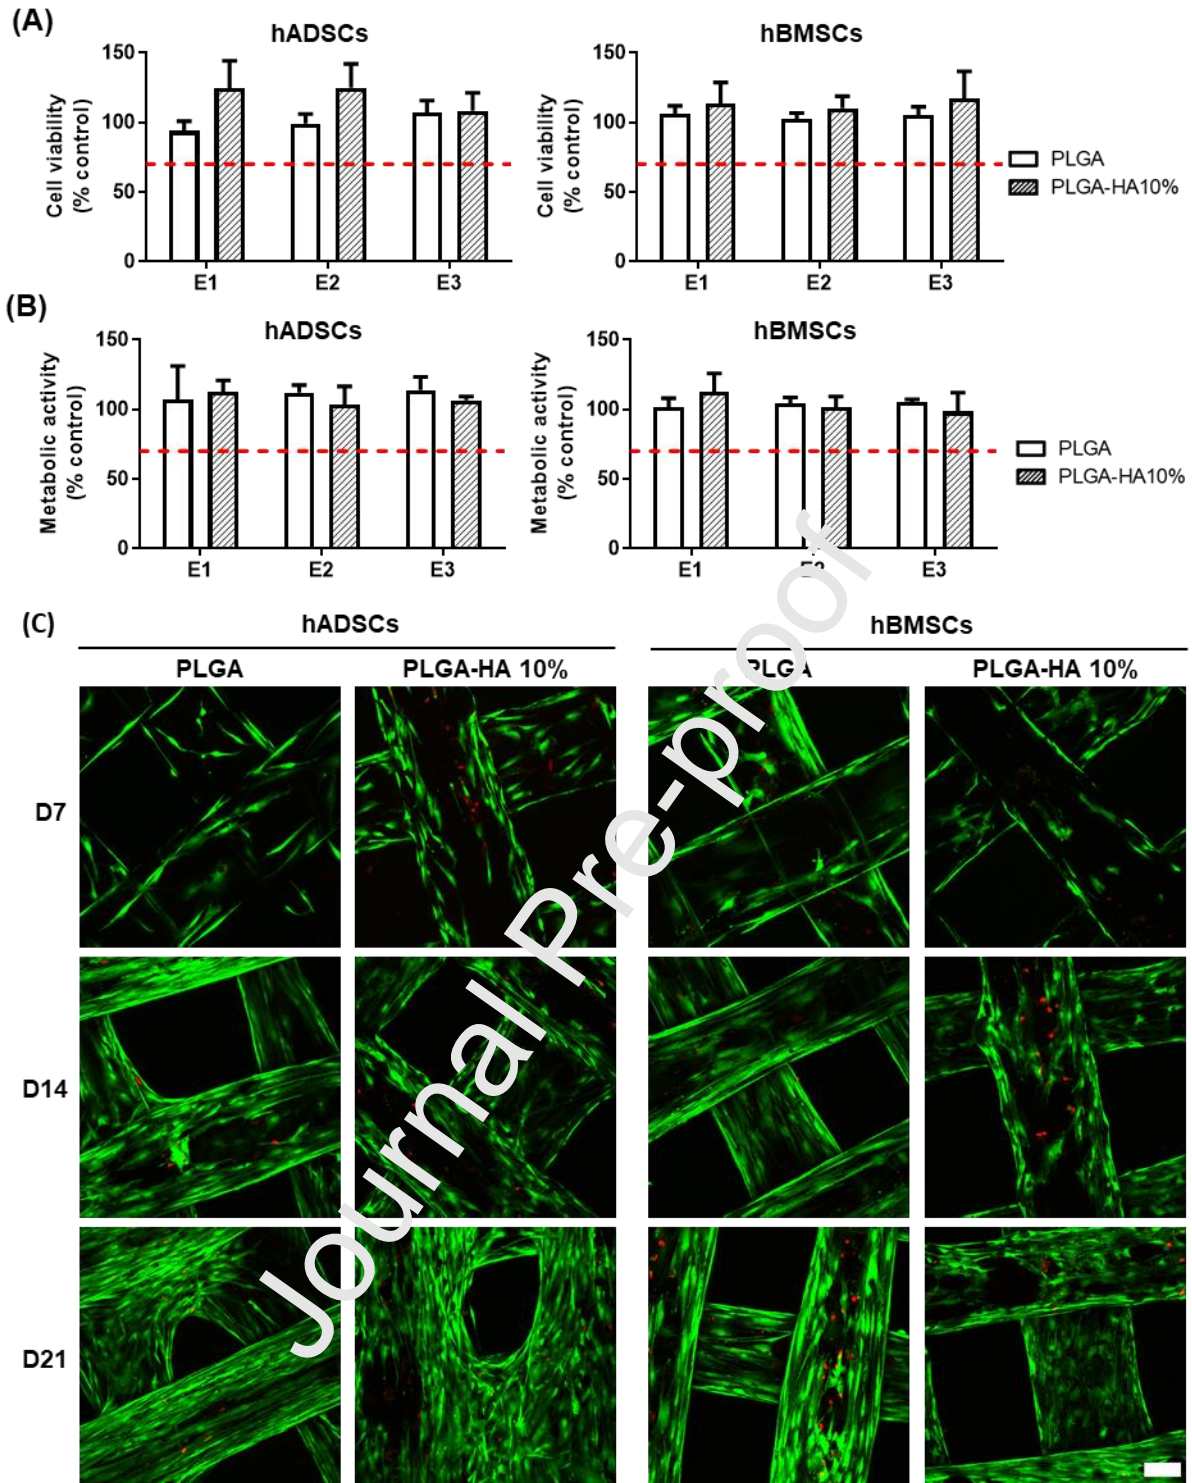 (A)
hADSCs
Cell viability
(% control)
150
100
50
0
E1 E2 E3
hBMSCs
Cell viability
(% control)
150
100
50
0
E1 E2 E3
PLGA
PLGA-HA10%
(B)
hADSCs
Metabolic activity
(% control)
150
100
50
0
E1 E2 E3
hBMSCs
Metabolic activity
(% control)
150
100
50
0
E1 E2 E3
PLGA
PLGA-HA10%
(C)
hADSCs hBMSCs
PLGA PLGA-HA 10% PLGA PLGA-HA 10%
D7
D14
D21
Journal Pre-proof